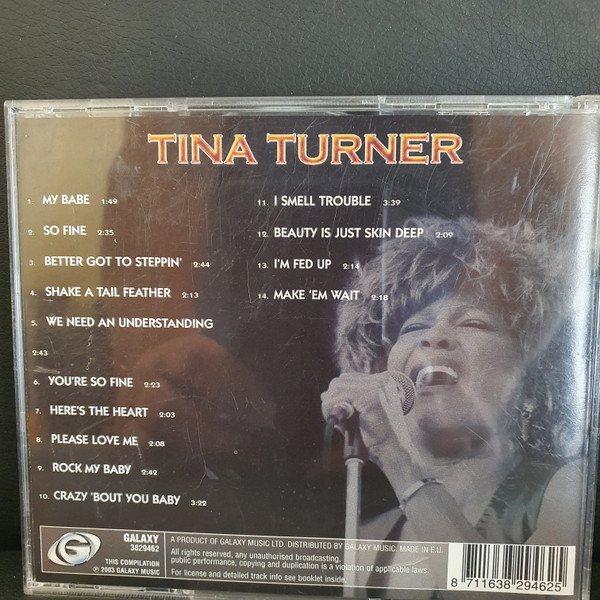 TINA TURNER
1. MY BABE 1:49
2. SO FINE 2:35
3. BETTER GOT TO STEPPIN' 2:44
4. SHAKE A TAIL FEATHER 2:13
5. WE NEED AN UNDERSTANDING
2:43
6. YOU'RE SO FINE 2:23
7. HERE'S THE HEART 2:03
8. PLEASE LOVE ME 2:08
9. ROCK MY BABY 2:42
10. CRAZY 'BOUT YOU BABY 3:22
11. I SMELL TROUBLE 3:39
12. BEAUTY IS JUST SKIN DEEP 2:09
13. I'M FED UP 2:14
14. MAKE 'EM WAIT 2:18
G
GALAXY
3829462
THIS COMPILATION
℗ 2003 GALAXY MUSIC
A PRODUCT OF GALAXY MUSIC LTD. DISTRIBUTED BY GALAXY MUSIC. MADE IN E.U.
All rights reserved, any unauthorised broadcasting.
public performance, copying and duplication is a violation of applicable laws.
For license and detailed track info see booklet inside.
8 711638 294625